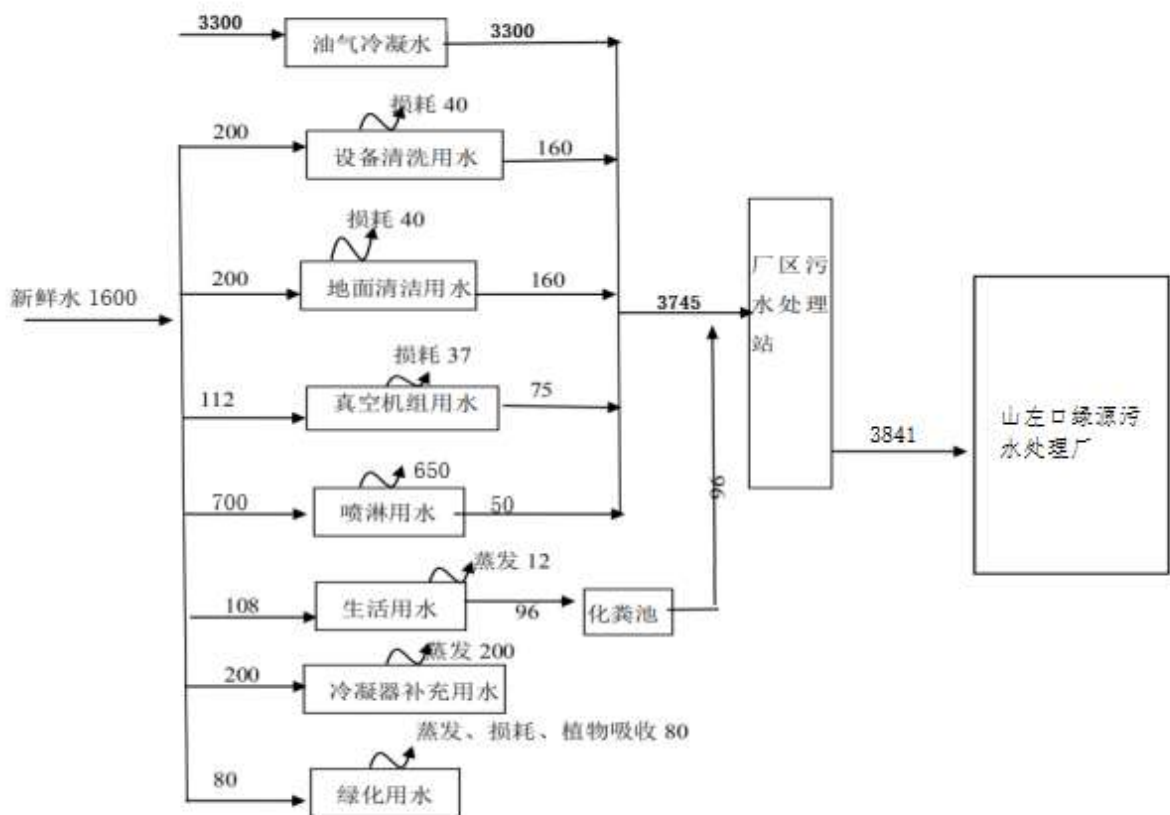 3300
油气冷凝水
3300
损耗 40
200
设备清洗用水
160
损耗 40
200
地面清洁用水
160
新鲜水 1600
3745
厂区污
水处理
站
损耗 37
112
真空机组用水
75
山左口绿源污
水处理厂
3841
650
700
喷淋用水
50
96
蒸发 12
108
生活用水
96
化粪池
蒸发 200
200
冷凝器补充用水
蒸发、损耗、植物吸收 80
80
绿化用水